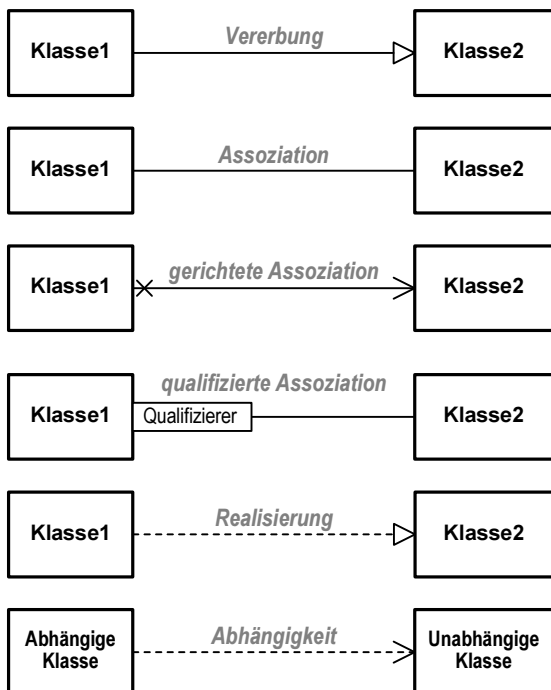 Vererbung
Klasse1 Klasse2
Assoziation
Klasse1 Klasse2
gerichtete Assoziation
Klasse1 Klasse2
qualifizierte Assoziation
Klasse1 Qualifizierer Klasse2
Realisierung
Klasse1 Klasse2
Abhängigkeit
Abhängige Unabhängige
Klasse Klasse